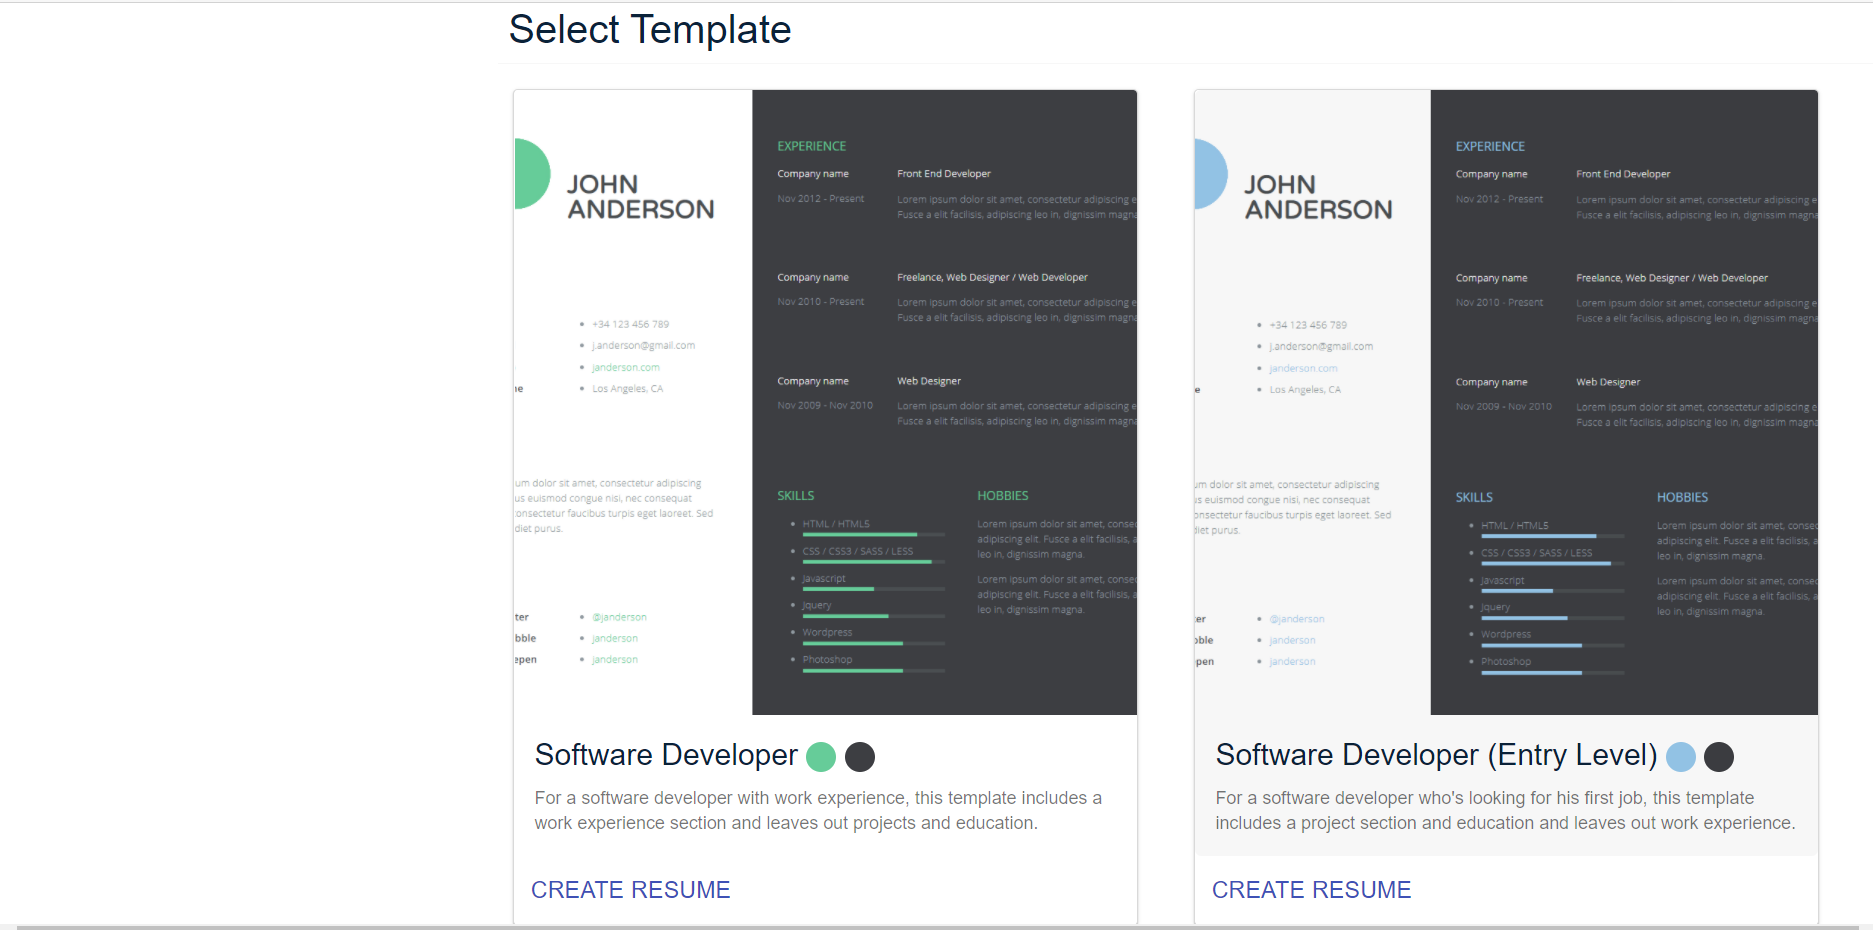 Select Template
JOHN
ANDERSON
+34 123 456 789
j.anderson@gmail.com
janderson.com
Los Angeles, CA
um dolor sit amet, consectetur adipiscing
us euismod congue nisi, nec consequat
onsectetur faucibus turpis eget laoreet. Sed
diet purus.
ter @janderson
bble janderson
epen janderson
EXPERIENCE
Company name Front End Developer
Nov 2012 - Present Lorem ipsum dolor sit amet, consectetur adipiscing e
Fusce a elit facilisis, adipiscing leo in, dignissim magna
Company name Freelance, Web Designer / Web Developer
Nov 2010 - Present Lorem ipsum dolor sit amet, consectetur adipiscing e
Fusce a elit facilisis, adipiscing leo in, dignissim magna
Company name Web Designer
Nov 2009 - Nov 2010 Lorem ipsum dolor sit amet, consectetur adipiscing e
Fusce a elit facilisis, adipiscing leo in, dignissim magna
SKILLS
HTML / HTML5
CSS / CSS3 / SASS / LESS
Javascript
Jquery
Wordpress
Photoshop
HOBBIES
Lorem ipsum dolor sit amet, consec
adipiscing elit. Fusce a elit facilisis, a
leo in, dignissim magna.
Lorem ipsum dolor sit amet, consec
adipiscing elit. Fusce a elit facilisis, a
leo in, dignissim magna.
Software Developer
For a software developer with work experience, this template includes a
work experience section and leaves out projects and education.
CREATE RESUME
JOHN
ANDERSON
+34 123 456 789
j.anderson@gmail.com
janderson.com
Los Angeles, CA
um dolor sit amet, consectetur adipiscing
is euismod congue nisi, nec consequat
onsectetur faucibus turpis eget laoreet. Sed
diet purus.
er @janderson
bble janderson
pen janderson
EXPERIENCE
Company name Front End Developer
Nov 2012 - Present Lorem ipsum dolor sit amet, consectetur adipiscing e
Fusce a elit facilisis, adipiscing leo in, dignissim magna
Company name Freelance, Web Designer / Web Developer
Nov 2010 - Present Lorem ipsum dolor sit amet, consectetur adipiscing e
Fusce a elit facilisis, adipiscing leo in, dignissim magna
Company name Web Designer
Nov 2009 - Nov 2010 Lorem ipsum dolor sit amet, consectetur adipiscing e
Fusce a elit facilisis, adipiscing leo in, dignissim magna
SKILLS
HTML / HTML5
CSS / CSS3 / SASS / LESS
Javascript
Jquery
Wordpress
Photoshop
HOBBIES
Lorem ipsum dolor sit amet, consec
adipiscing elit. Fusce a elit facilisis, a
leo in, dignissim magna.
Lorem ipsum dolor sit amet, consec
adipiscing elit. Fusce a elit facilisis, a
leo in, dignissim magna.
Software Developer (Entry Level)
For a software developer who's looking for his first job, this template
includes a project section and education and leaves out work experience.
CREATE RESUME